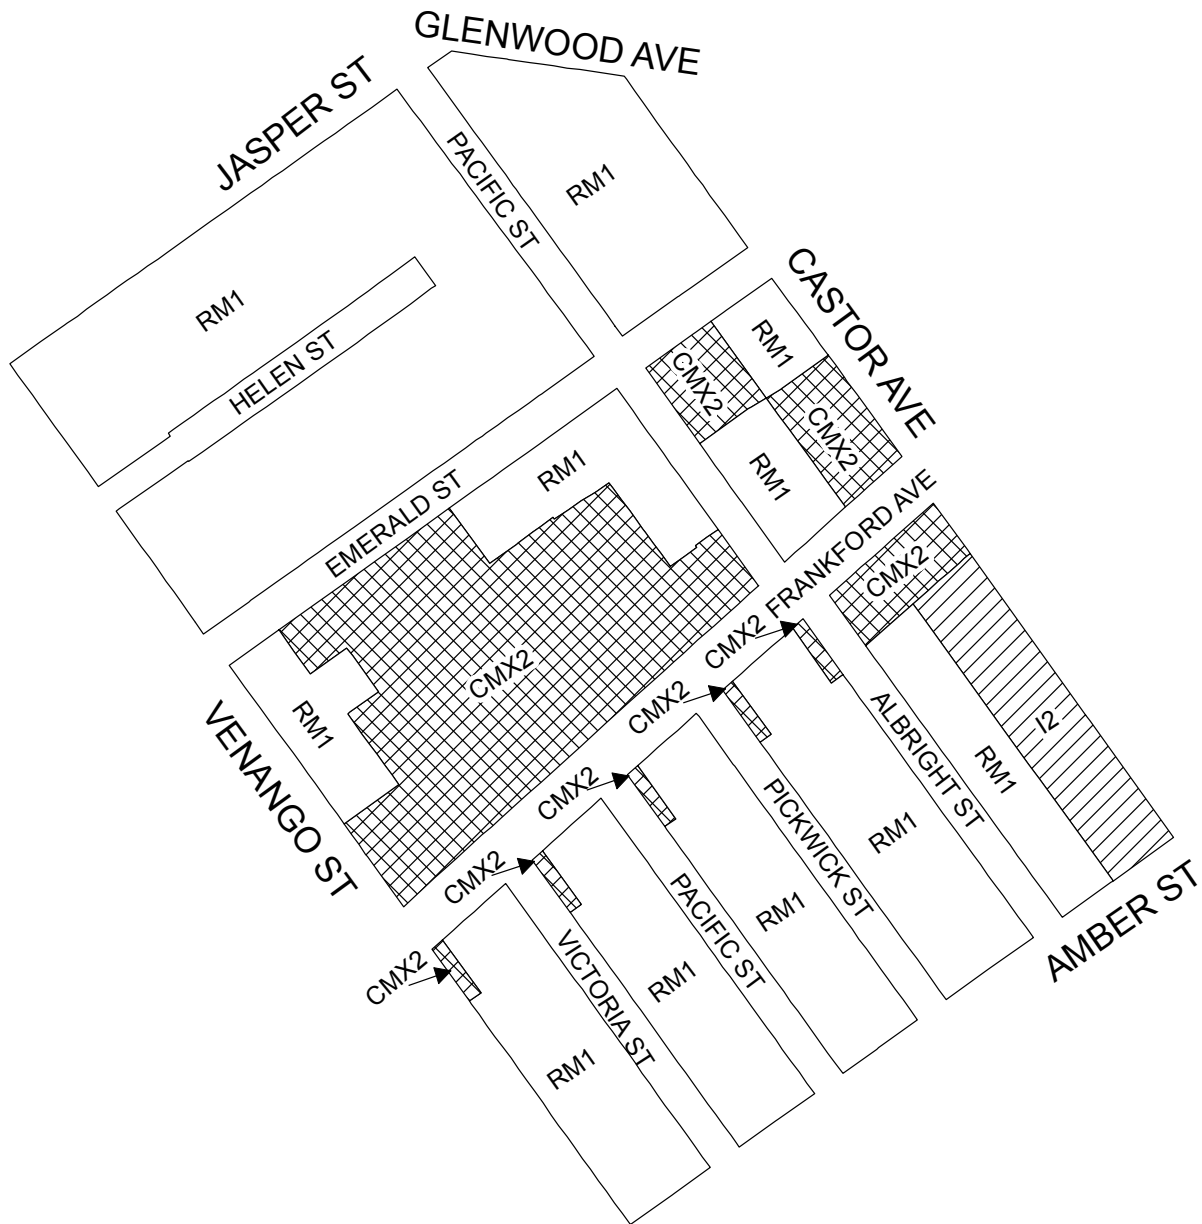 GLENWOOD AVE
JASPER ST
PACIFIC ST
RM1
RM1
HELEN ST
CASTOR AVE
RM1
CMX2
CMX2
RM1
EMERALD ST
RM1
FRANKFORD AVE
CMX2
CMX2
RM1
VENANGO ST
CMX2
CMX2
CMX2
CMX2
CMX2
ALBRIGHT ST
I2
RM1
PICKWICK ST
RM1
PACIFIC ST
RM1
AMBER ST
VICTORIA ST
RM1
RM1